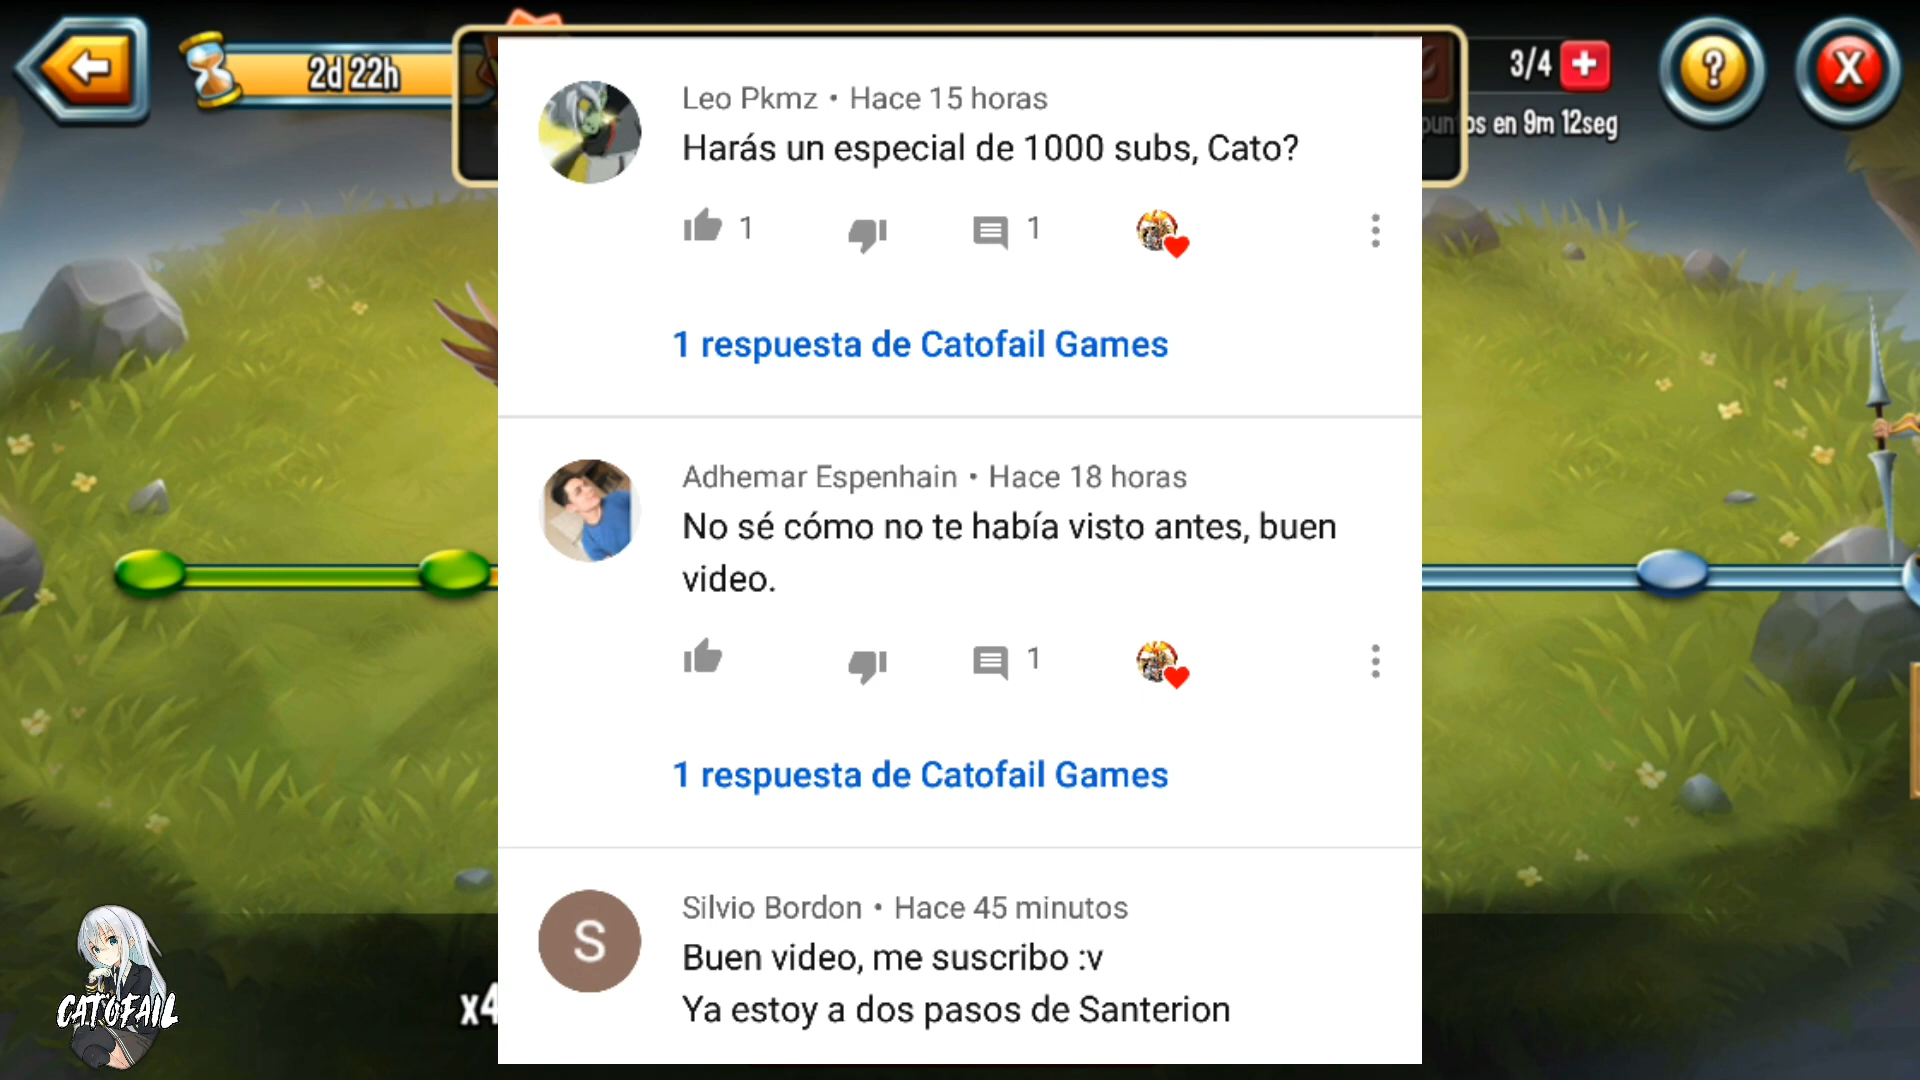 2d 22h
3/4
os en 9m 12seg
Leo Pkmz • Hace 15 horas
Harás un especial de 1000 subs, Cato?
1
1
1 respuesta de Catofail Games
Adhemar Espenhain • Hace 18 horas
No sé cómo no te había visto antes, buen
video.
1
1 respuesta de Catofail Games
S
Silvio Bordon • Hace 45 minutos
Buen video, me suscribo :v
Ya estoy a dos pasos de Santerion
CATOFAIL
x4